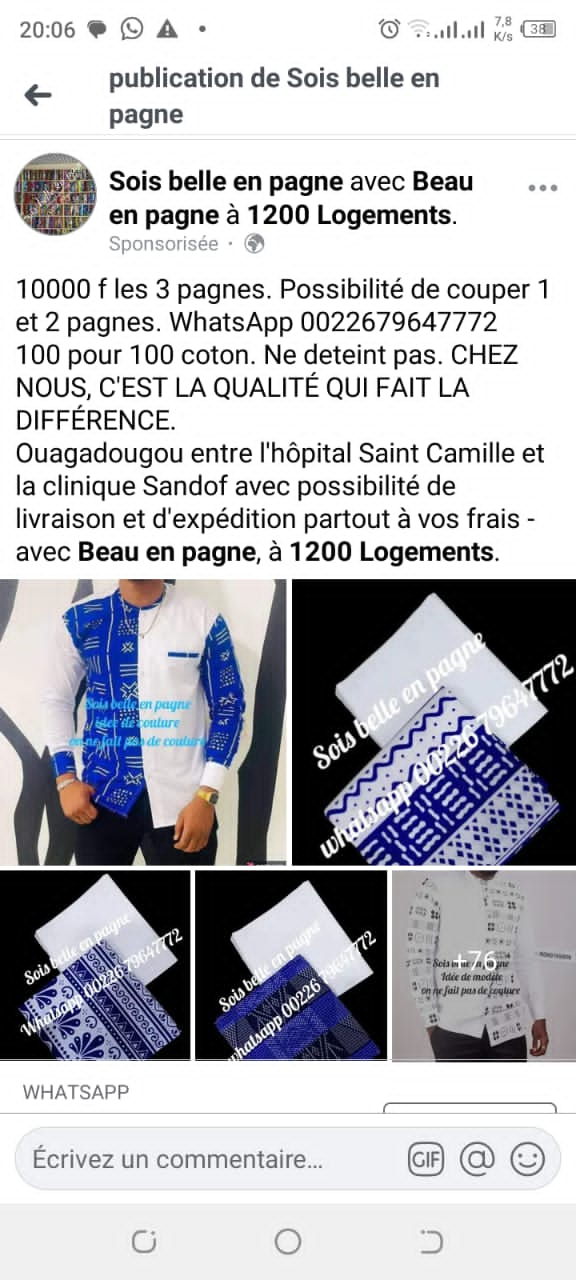 20:06
7,8
K/s
38
publication de Sois belle en
pagne
Sois belle en pagne avec Beau
en pagne à 1200 Logements.
Sponsorisée ·
10000 f les 3 pagnes. Possibilité de couper 1
et 2 pagnes. WhatsApp 0022679647772
100 pour 100 coton. Ne deteint pas. CHEZ
NOUS, C'EST LA QUALITÉ QUI FAIT LA
DIFFÉRENCE.
Ouagadougou entre l'hôpital Saint Camille et
la clinique Sandof avec possibilité de
livraison et d'expédition partout à vos frais -
avec Beau en pagne, à 1200 Logements.
Sois belle en pagne
idée de couture
on ne fait pas de couture
Sois belle en pagne
whatsapp 00226 79647772
Sois belle en pagne
Whatsapp 00226 79647772
Sois belle en pagne
whatsapp 00226 79647772
+76
Sois belle en pagne
Idée de modèle
on ne fait pas de couture
WHATSAPP
Écrivez un commentaire...
GIF